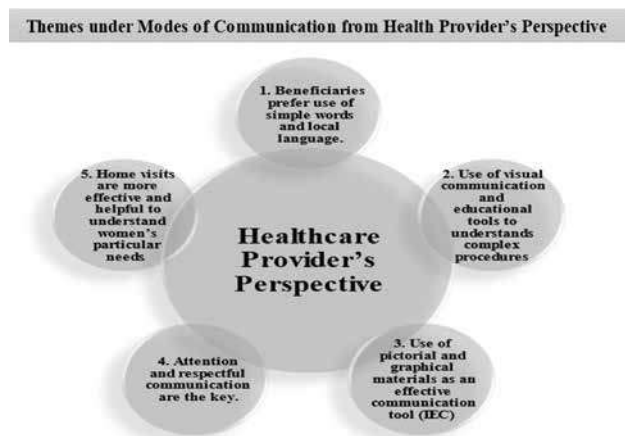 Themes under Modes of Communication from Health Provider's Perspective
1. Beneficiaries
prefer use of
simple words
and local
language.
2. Use of visual
communication
and
educational
tools to
understands
complex
procedures
3. Use of
pictorial and
graphical
materials as an
effective
communication
tool (IEC)
4. Attention
and respectful
communication
are the key.
5. Home visits
are more
effective and
helpful to
understand
women's
particular
needs
Healthcare
Provider's
Perspective